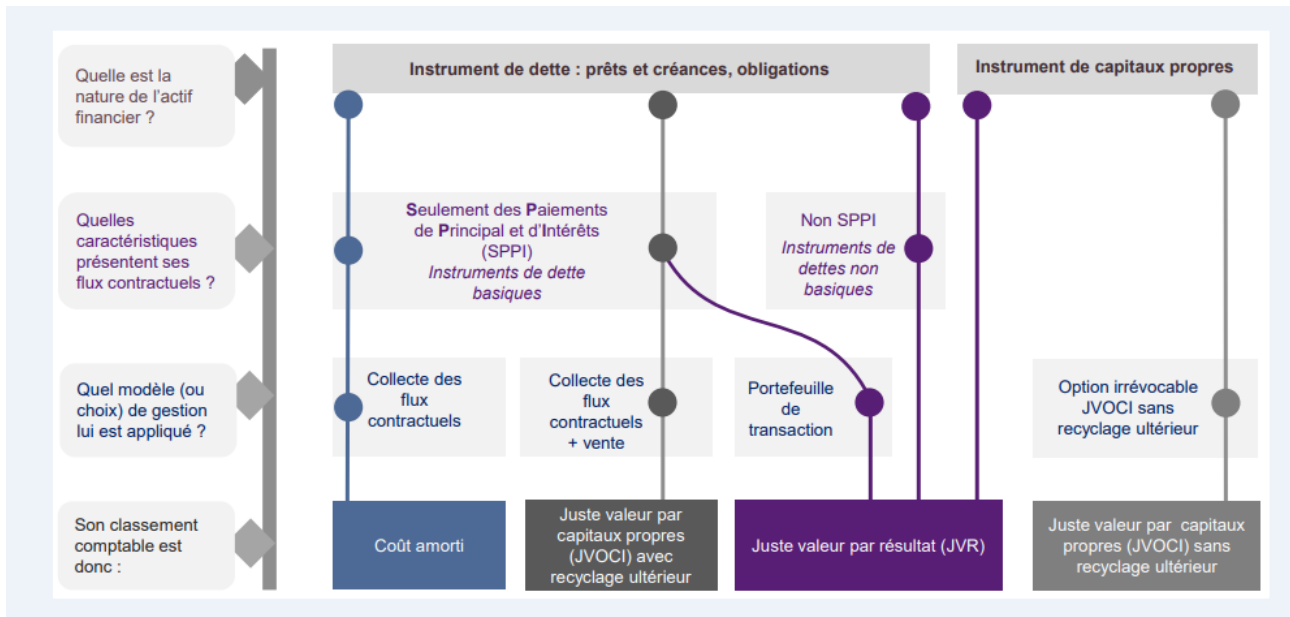 Quelle est la
nature de l'actif
financier ?
Instrument de dette : prêts et créances, obligations
Instrument de capitaux propres
Quelles
caractéristiques
présentent ses
flux contractuels ?
Seulement des Paiements
de Principal et d'Intérêts
(SPPI)
Instruments de dette
basiques
Non SPPI
Instruments de
dettes non
basiques
Quel modèle (ou
choix) de gestion
lui est appliqué ?
Collecte des
flux
contractuels
Collecte des
flux
contractuels
+ vente
Portefeuille
de
transaction
Option irrévocable
JVOCI sans
recyclage ultérieur
Son classement
comptable est
donc :
Coût amorti
Juste valeur par
capitaux propres
(JVOCI) avec
recyclage ultérieur
Juste valeur par résultat (JVR)
Juste valeur par capitaux
propres (JVOCI) sans
recyclage ultérieur